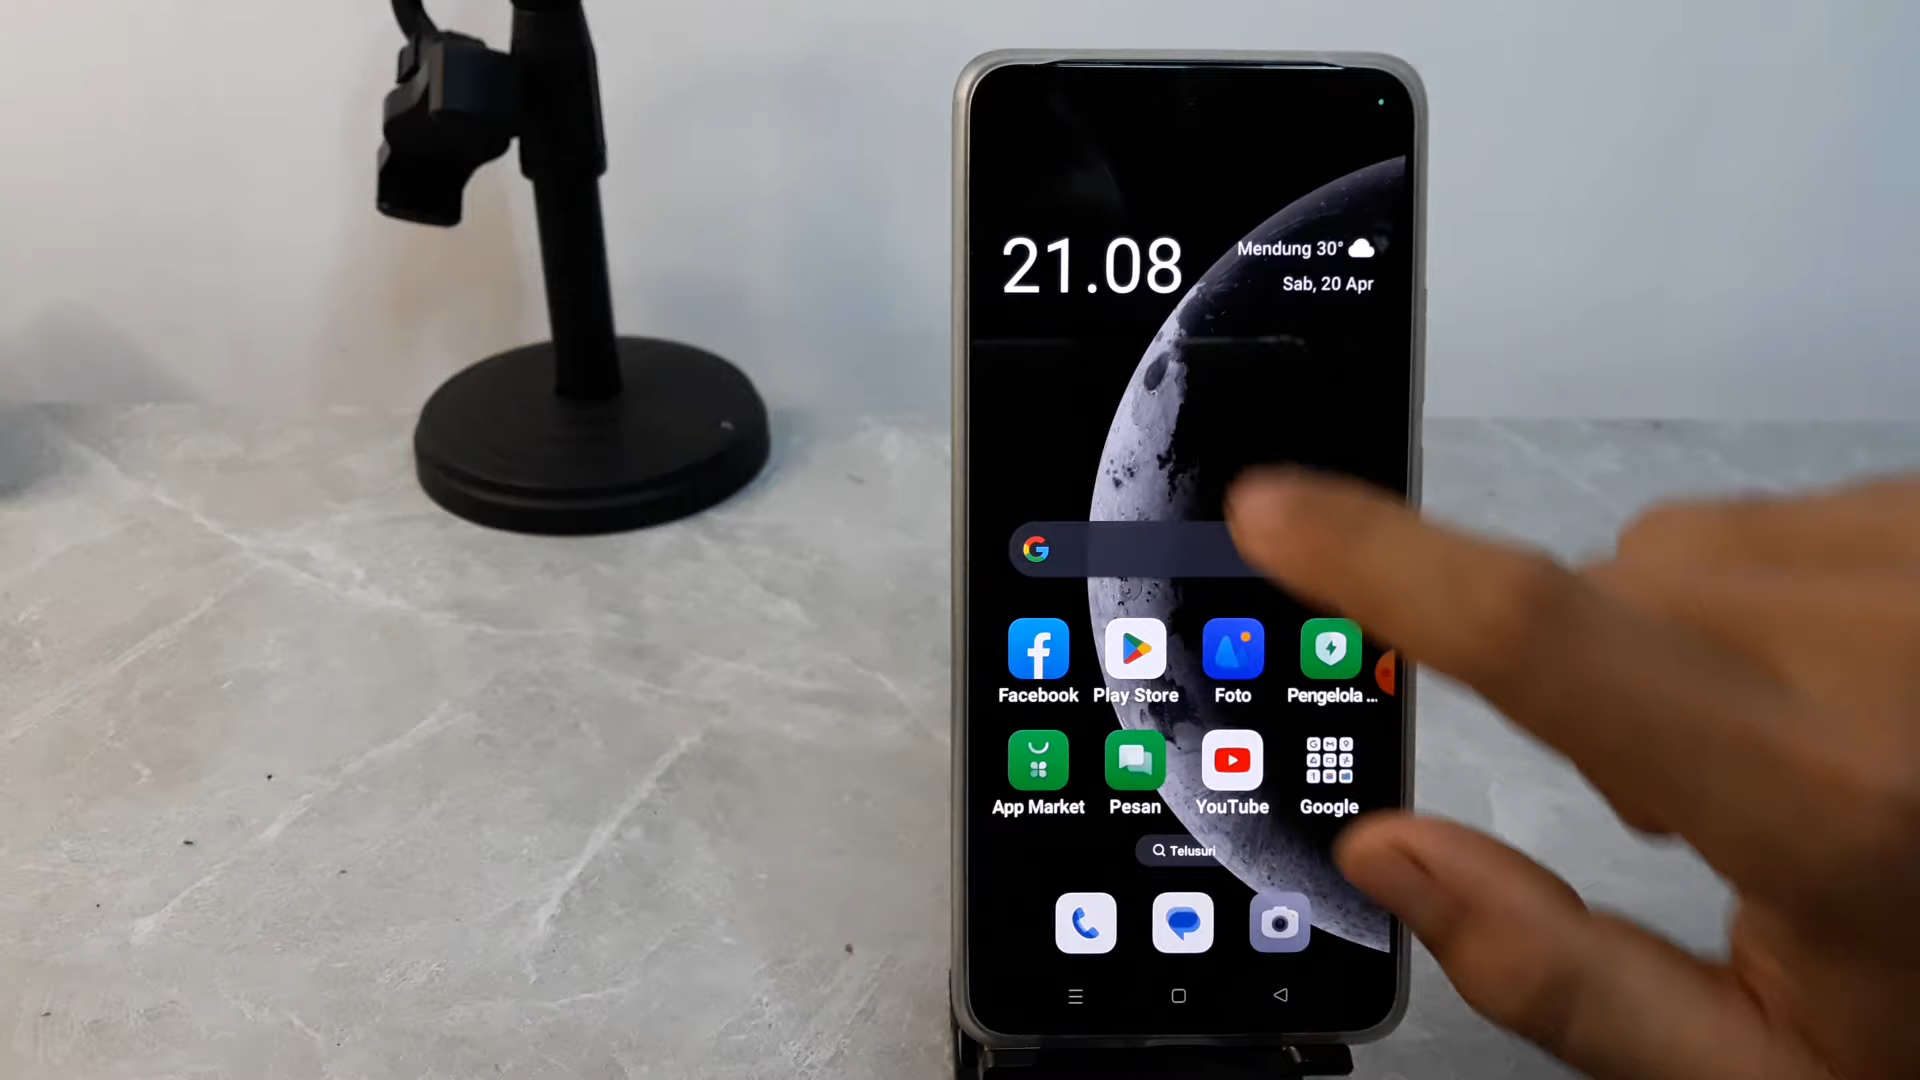 21.08
Mendung 30°
Sab, 20 Apr
Facebook
Play Store
Foto
Pengelola ...
App Market
Pesan
YouTube
Google
Telusuri